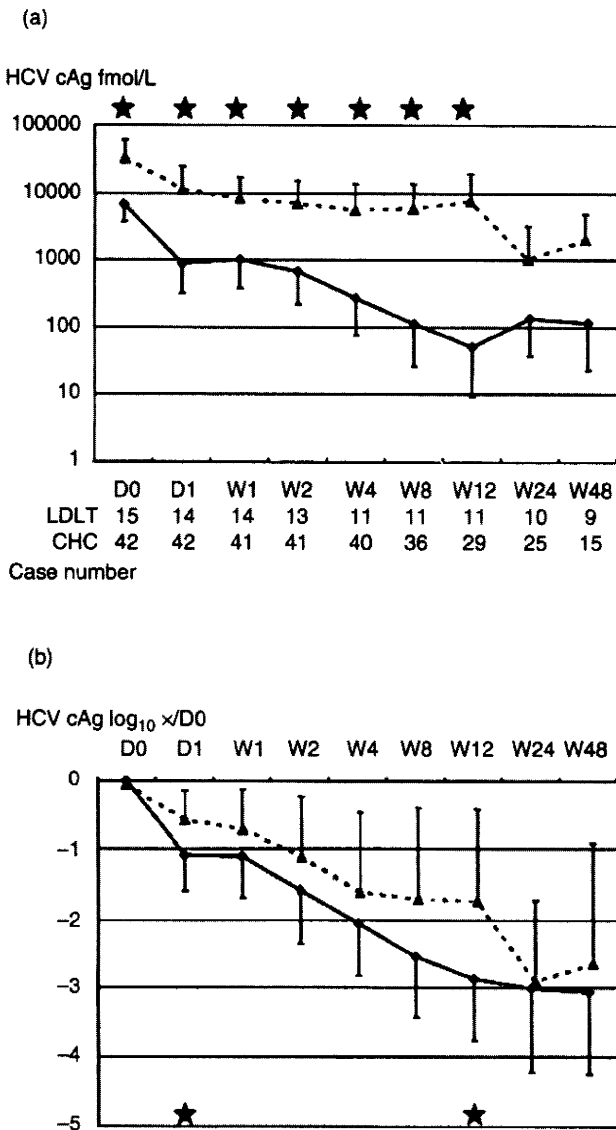 (a)
HCV cAg fmol/L
100000
10000
1000
100
10
1
D0 D1 W1 W2 W4 W8 W12 W24 W48
LDLT 15 14 14 13 11 11 11 10 9
CHC 42 42 41 41 40 36 29 25 15
Case number
(b)
HCV cAg log₁₀ ×/D0
D0 D1 W1 W2 W4 W8 W12 W24 W48
0
−1
−2
−3
−4
−5